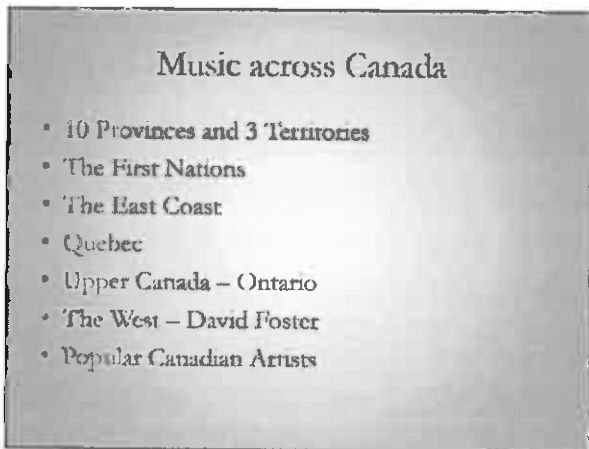 Music across Canada
• 10 Provinces and 3 Territories
• The First Nations
• The East Coast
• Quebec
• Upper Canada – Ontario
• The West – David Foster
• Popular Canadian Artists